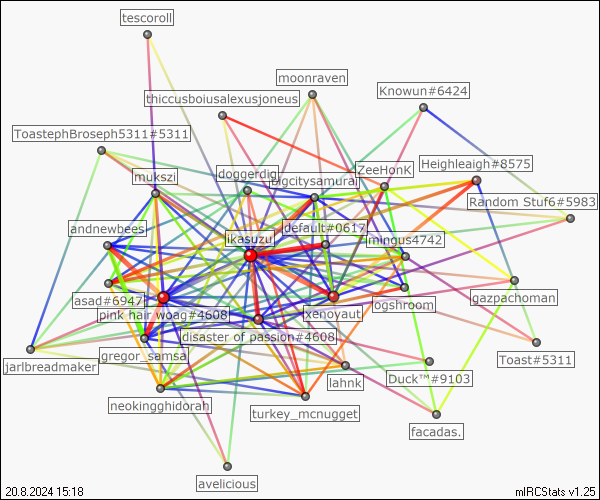 tescoroll
moonraven
thiccusboiusalexusjoneus
Knowun#6424
ToastephBroseph5311#5311
ZeeHonK
Heighleaigh#8575
mukszi
doggerdigi
bigcitysamurai
Random Stuf6#5983
andnewbees
default#0617
ikasuzu
lmingus4742
asad#6947
gazpachoman
pink hair woag#4608
xenoyaut
ogshroom
disaster of passion#4608
gregor_samsa
Toast#5311
jarlbreadmaker
lahnk
Duck™#9103
neokingghidorah
turkey_mcnugget
facadas.
avelicious
20.8.2024 15:18
mIRCStats v1.25